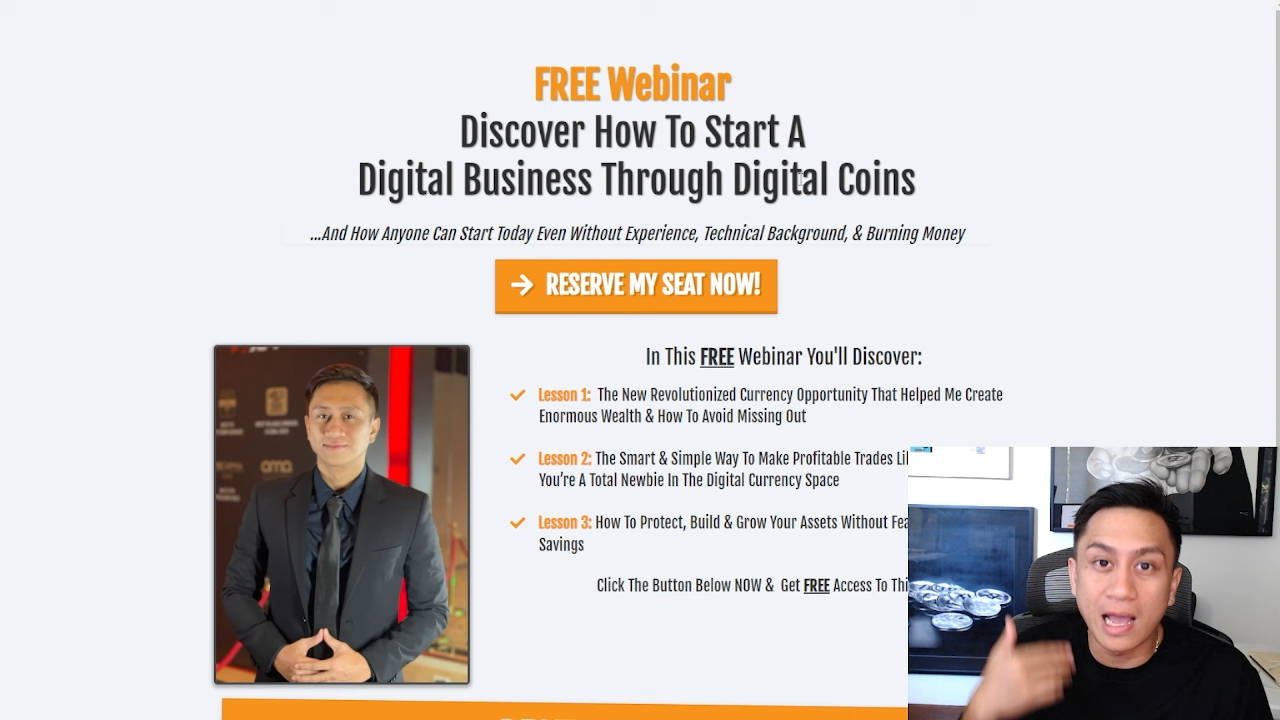 FREE Webinar
Discover How To Start A
Digital Business Through Digital Coins
...And How Anyone Can Start Today Even Without Experience, Technical Background, & Burning Money
RESERVE MY SEAT NOW!
In This FREE Webinar You'll Discover:
Lesson 1: The New Revolutionized Currency Opportunity That Helped Me Create
Enormous Wealth & How To Avoid Missing Out
Lesson 2: The Smart & Simple Way To Make Profitable Trades
You're A Total Newbie In The Digital Currency Space
Lesson 3: How To Protect, Build & Grow Your Assets Without
Savings
Click The Button Below NOW & Get FREE Access To